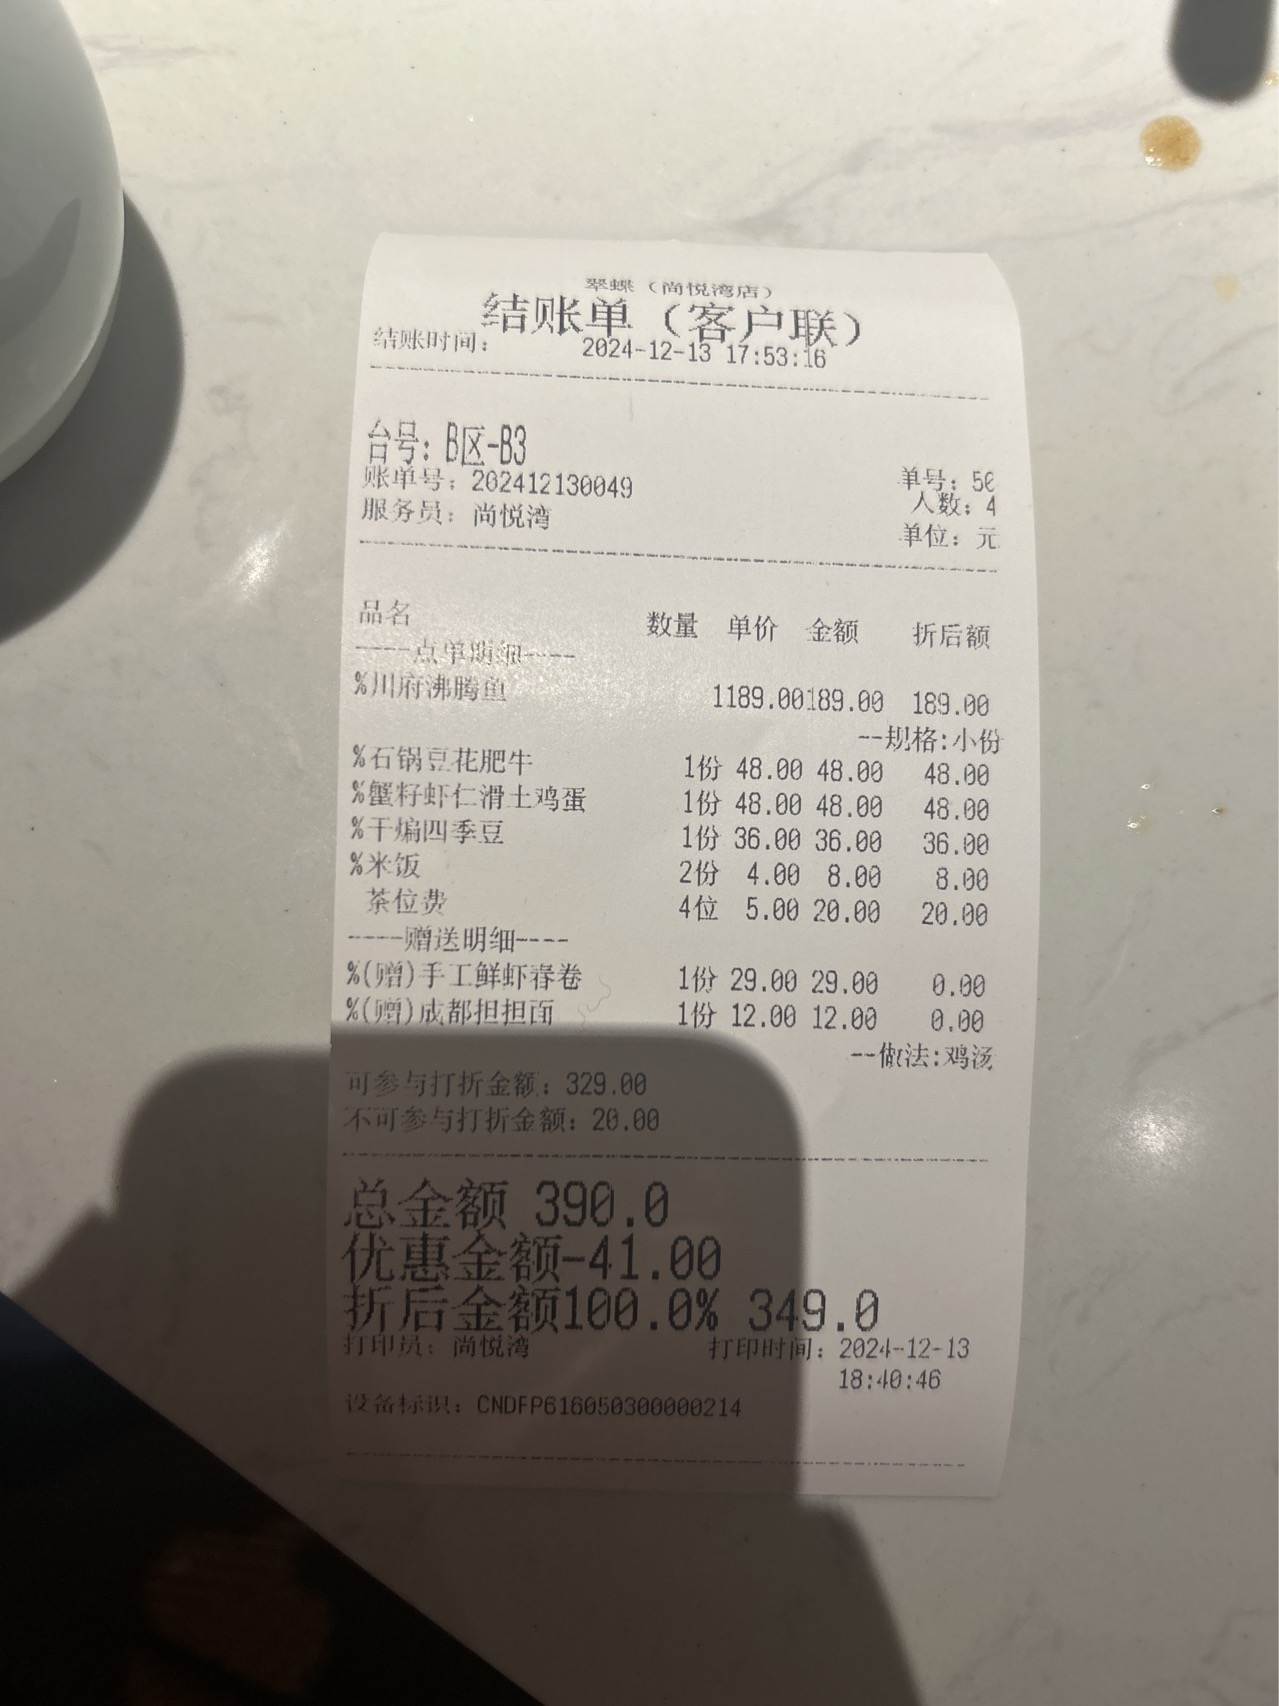 翠蝶（尚悦湾店）
结账单（客户联）
结账时间： 2024-12-13 17:53:16
台号：B区-B3
账单号：202412130049 单号：56
服务员：尚悦湾 人数：4
单位：元
品名 数量 单价 金额 折后额
----点单明细----
%川府沸腾鱼 1189.00189.00 189.00
--规格:小份
%石锅豆花肥牛 1份 48.00 48.00 48.00
%蟹籽虾仁滑土鸡蛋 1份 48.00 48.00 48.00
%干煸四季豆 1份 36.00 36.00 36.00
%米饭 2份 4.00 8.00 8.00
茶位费 4位 5.00 20.00 20.00
----赠送明细----
%(赠)手工鲜虾春卷 1份 29.00 29.00 0.00
%(赠)成都担担面 1份 12.00 12.00 0.00
--做法:鸡汤
可参与打折金额：329.00
不可参与打折金额：20.00
总金额 390.0
优惠金额-41.00
折后金额100.0% 349.0
打印员：尚悦湾 打印时间：2024-12-13
18:40:46
设备标识：CNDFP616050300000214